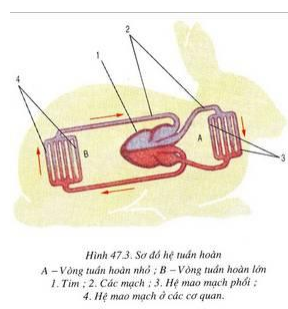 1
2
4
A
B
3
Hình 47.3. Sơ đồ hệ tuần hoàn
A – Vòng tuần hoàn nhỏ ; B – Vòng tuần hoàn lớn
1. Tim ; 2. Các mạch ; 3. Hệ mao mạch phổi ;
4. Hệ mao mạch ở các cơ quan.